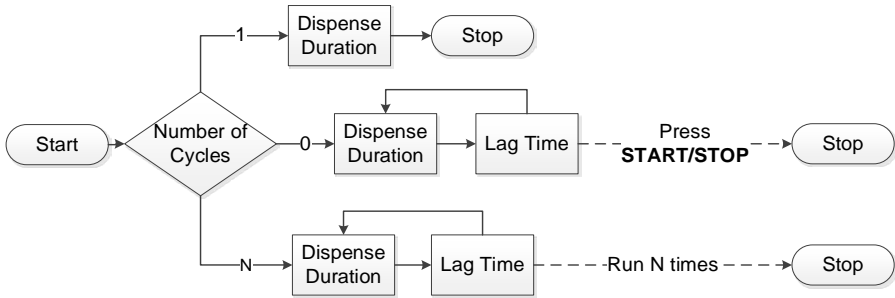 1
Dispense
Duration
Stop
Start
Number of
Cycles
0
Dispense
Duration
Lag Time
Press
START/STOP
Stop
N
Dispense
Duration
Lag Time
Run N times
Stop